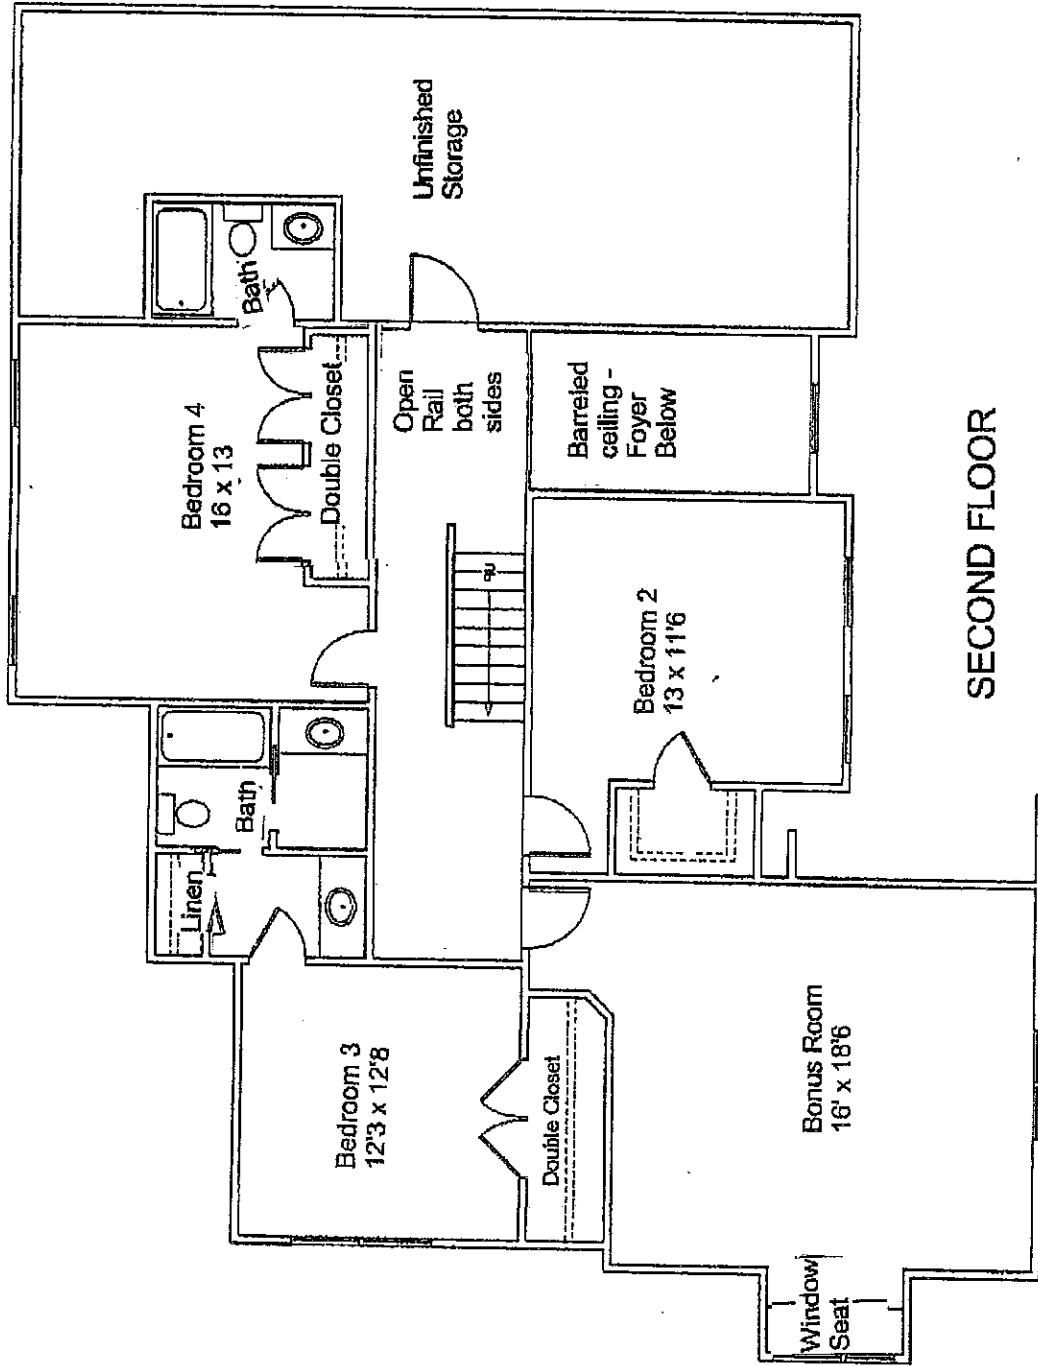 Unfinished
Storage
Bath
Bedroom 4
16 x 13
Double Closet
Open
Rail
both
sides
Barreled
ceiling -
Foyer
Below
Bath
Linen
Bedroom 2
13 x 11'6
Bedroom 3
12'3 x 12'8
Double Closet
Bonus Room
16' x 18'6
Window
Seat
SECOND FLOOR